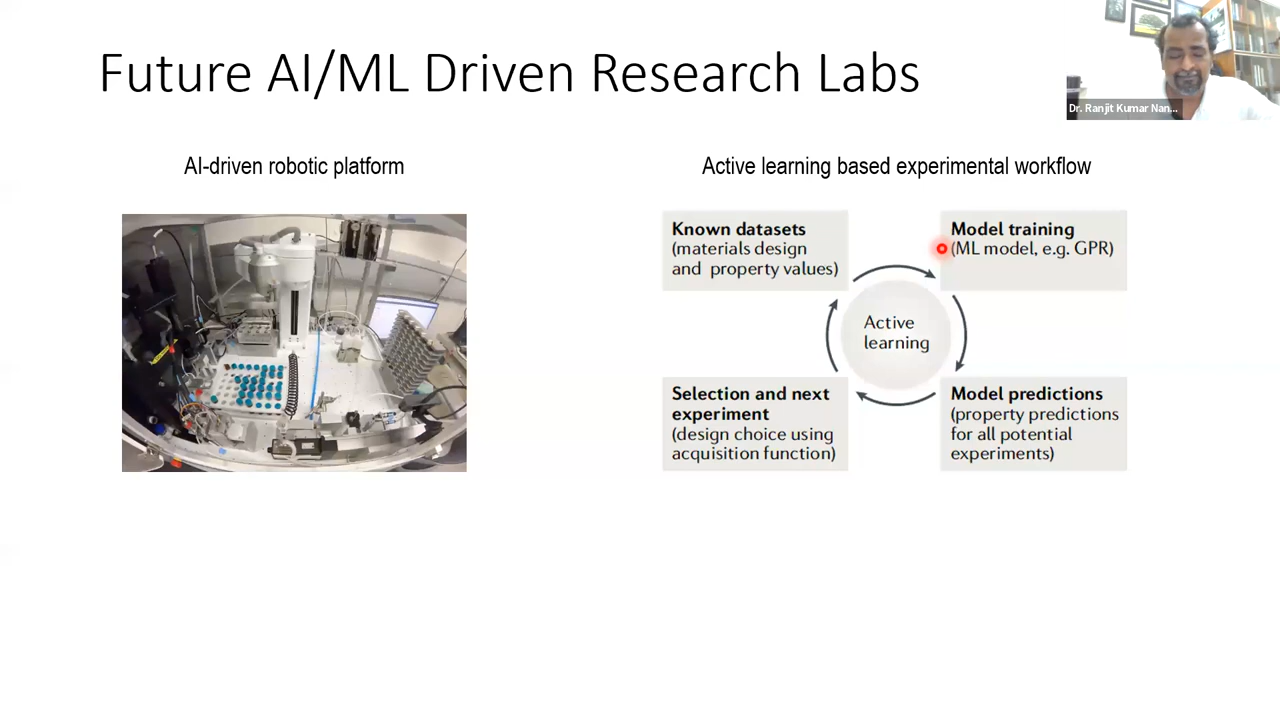 Future AI/ML Driven Research Labs
Dr. Ranjit Kumar Nan...
AI-driven robotic platform
Active learning based experimental workflow
Known datasets
(materials design
and property values)
Model training
(ML model, e.g. GPR)
Active
learning
Selection and next
experiment
(design choice using
acquisition function)
Model predictions
(property predictions
for all potential
experiments)